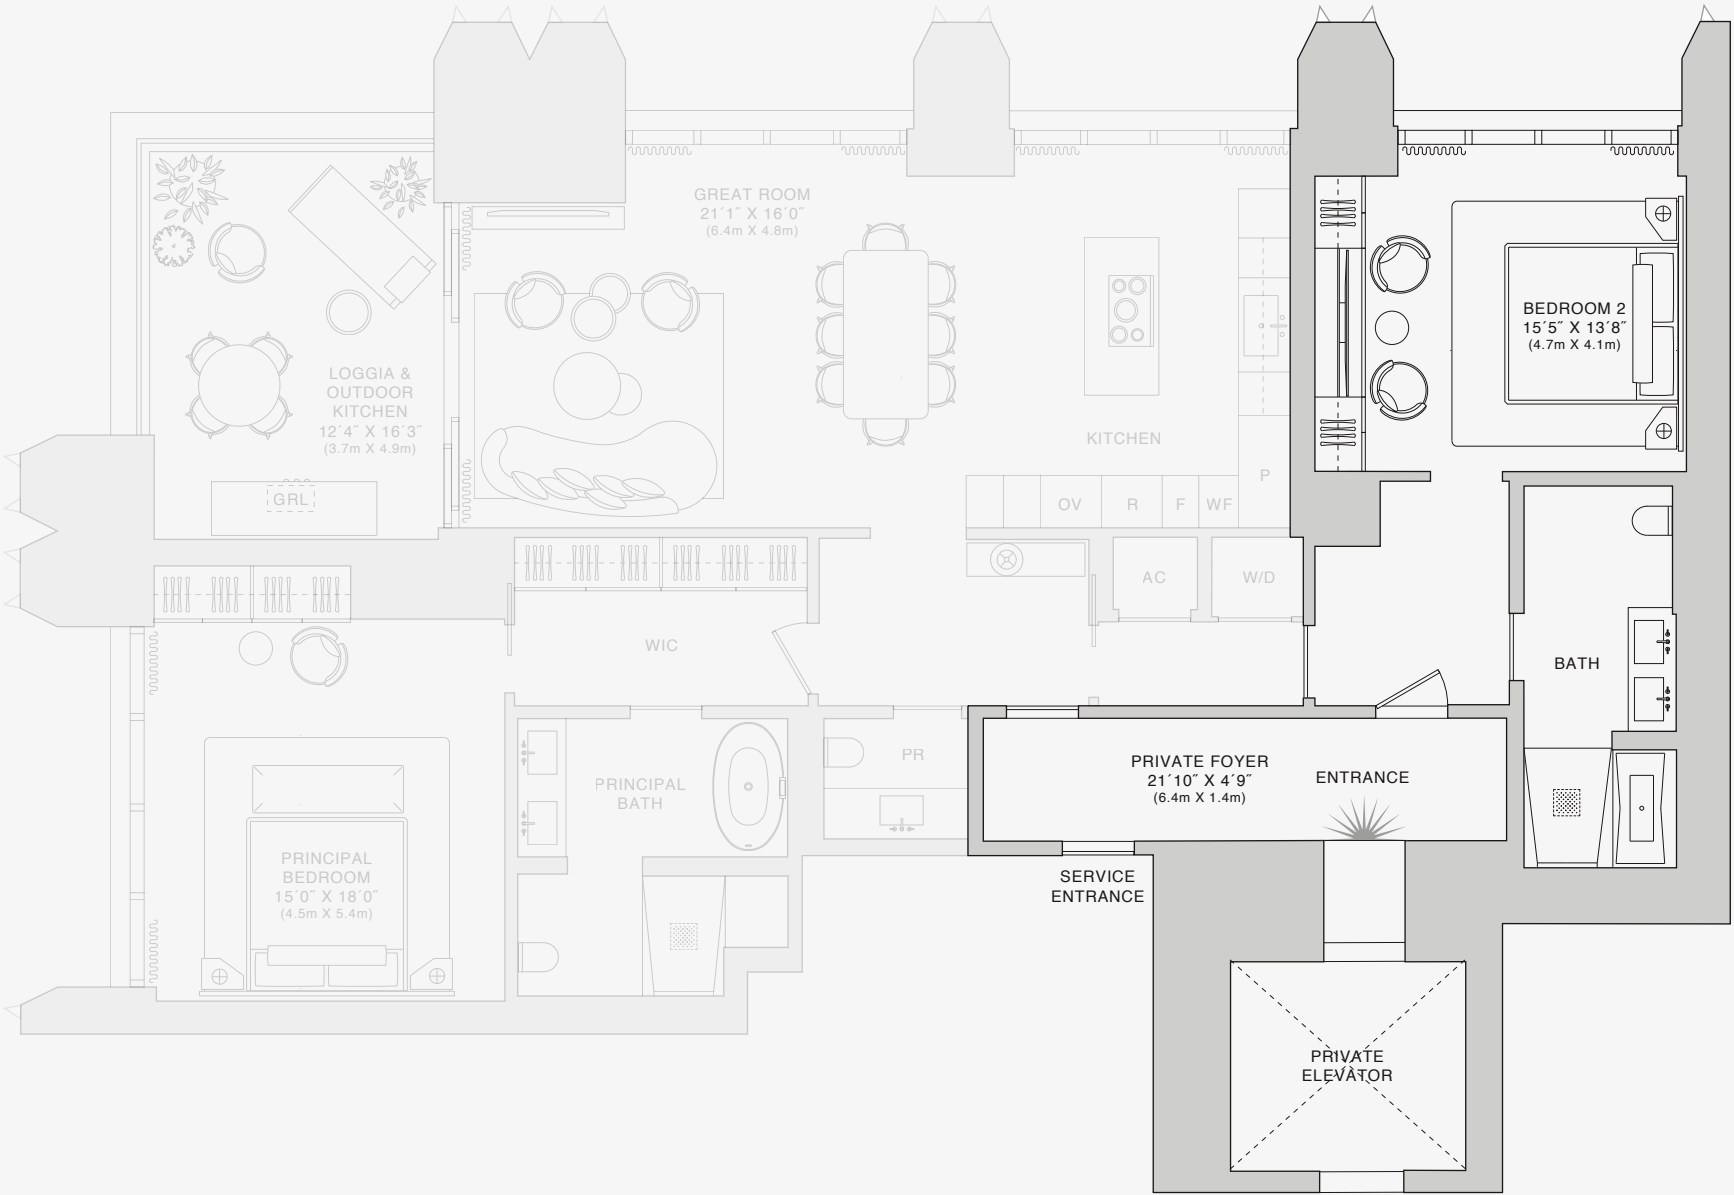 GREAT ROOM
21´1˝ X 16´0˝
(6.4m X 4.8m)
BEDROOM 2
15´5˝ X 13´8˝
(4.7m X 4.1m)
LOGGIA &
OUTDOOR
KITCHEN
12´4˝ X 16´3˝
(3.7m X 4.9m)
KITCHEN
GRL
OV
R
F
WF
P
AC
W/D
WIC
BATH
PR
PRIVATE FOYER
21´10˝ X 4´9˝
(6.4m X 1.4m)
ENTRANCE
PRINCIPAL
BATH
PRINCIPAL
BEDROOM
15´0˝ X 18´0˝
(4.5m X 5.4m)
SERVICE
ENTRANCE
PRIVATE
ELEVATOR